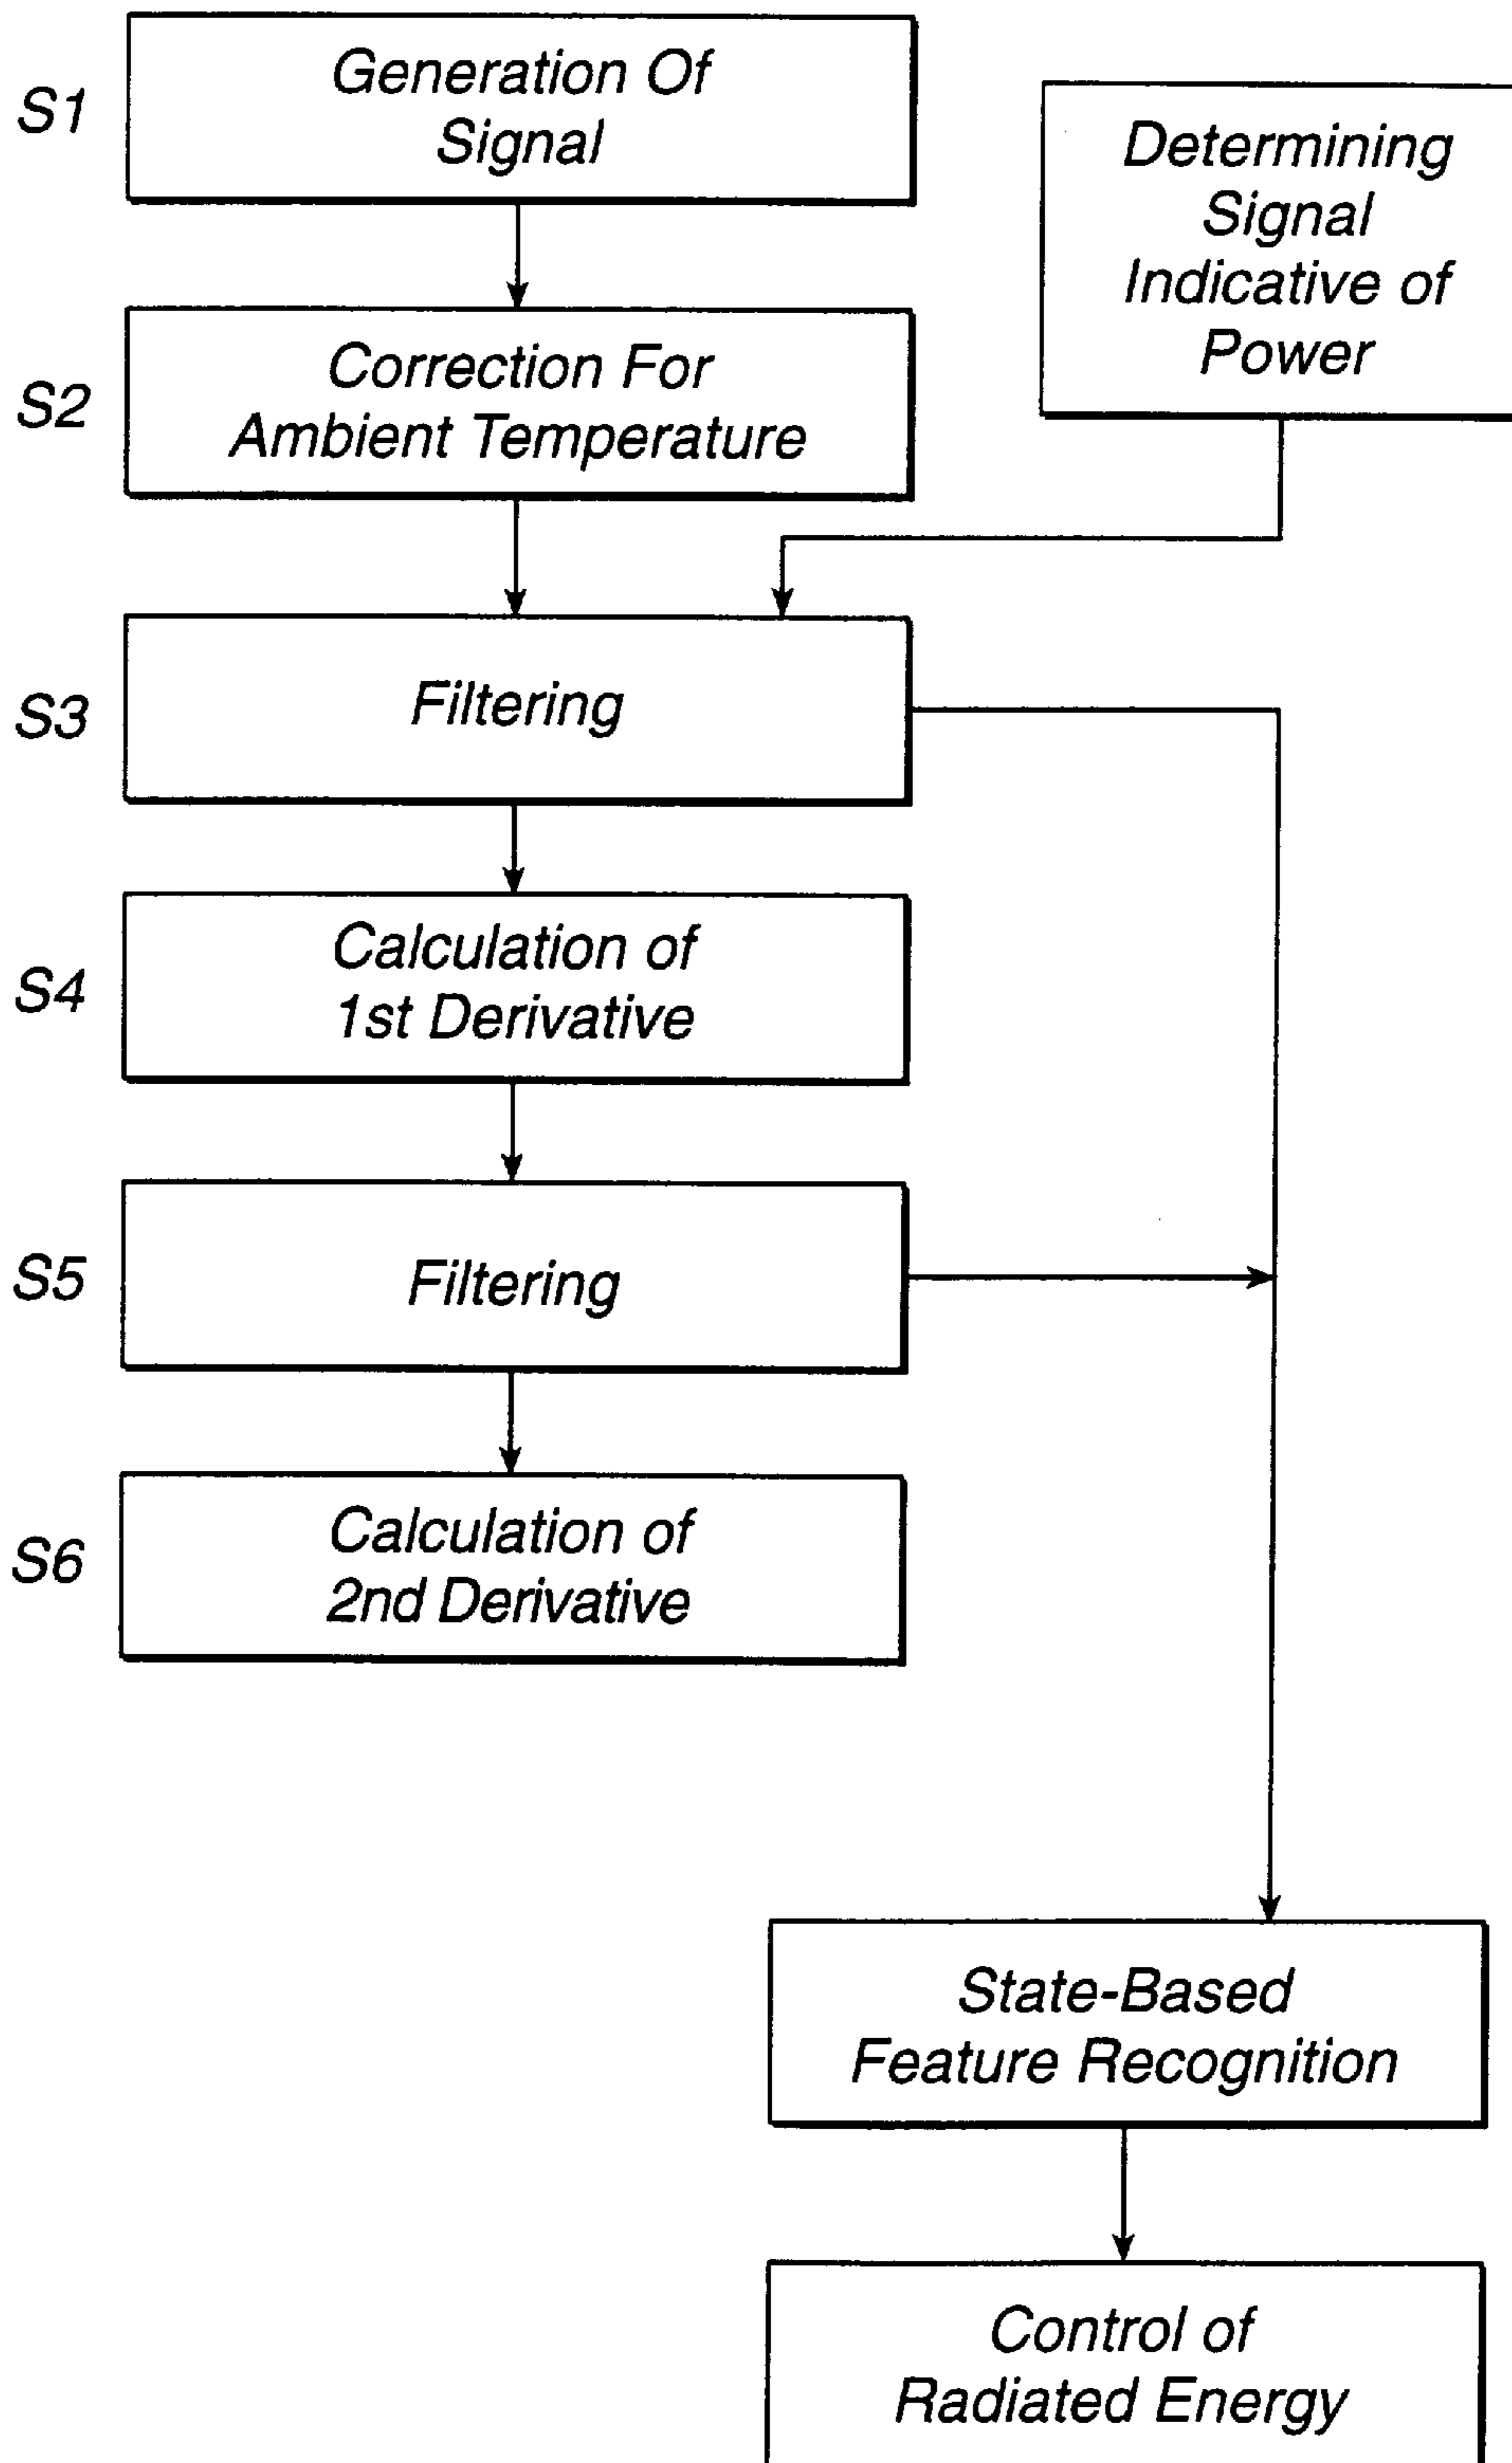 S1
Generation Of
Signal
Determining
Signal
Indicative of
Power
S2
Correction For
Ambient Temperature
S3
Filtering
S4
Calculation of
1st Derivative
S5
Filtering
S6
Calculation of
2nd Derivative
State-Based
Feature Recognition
Control of
Radiated Energy